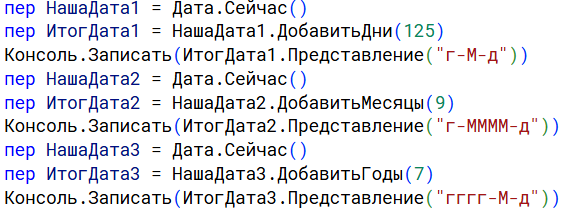 пер НашаДата1 = Дата.Сейчас()
пер ИтогДата1 = НашаДата1.ДобавитьДни(125)
Консоль.Записать(ИтогДата1.Представление("г-М-д"))
пер НашаДата2 = Дата.Сейчас()
пер ИтогДата2 = НашаДата2.ДобавитьМесяцы(9)
Консоль.Записать(ИтогДата2.Представление("г-ММММ-д"))
пер НашаДата3 = Дата.Сейчас()
пер ИтогДата3 = НашаДата3.ДобавитьГоды(7)
Консоль.Записать(ИтогДата3.Представление("гггг-М-д"))